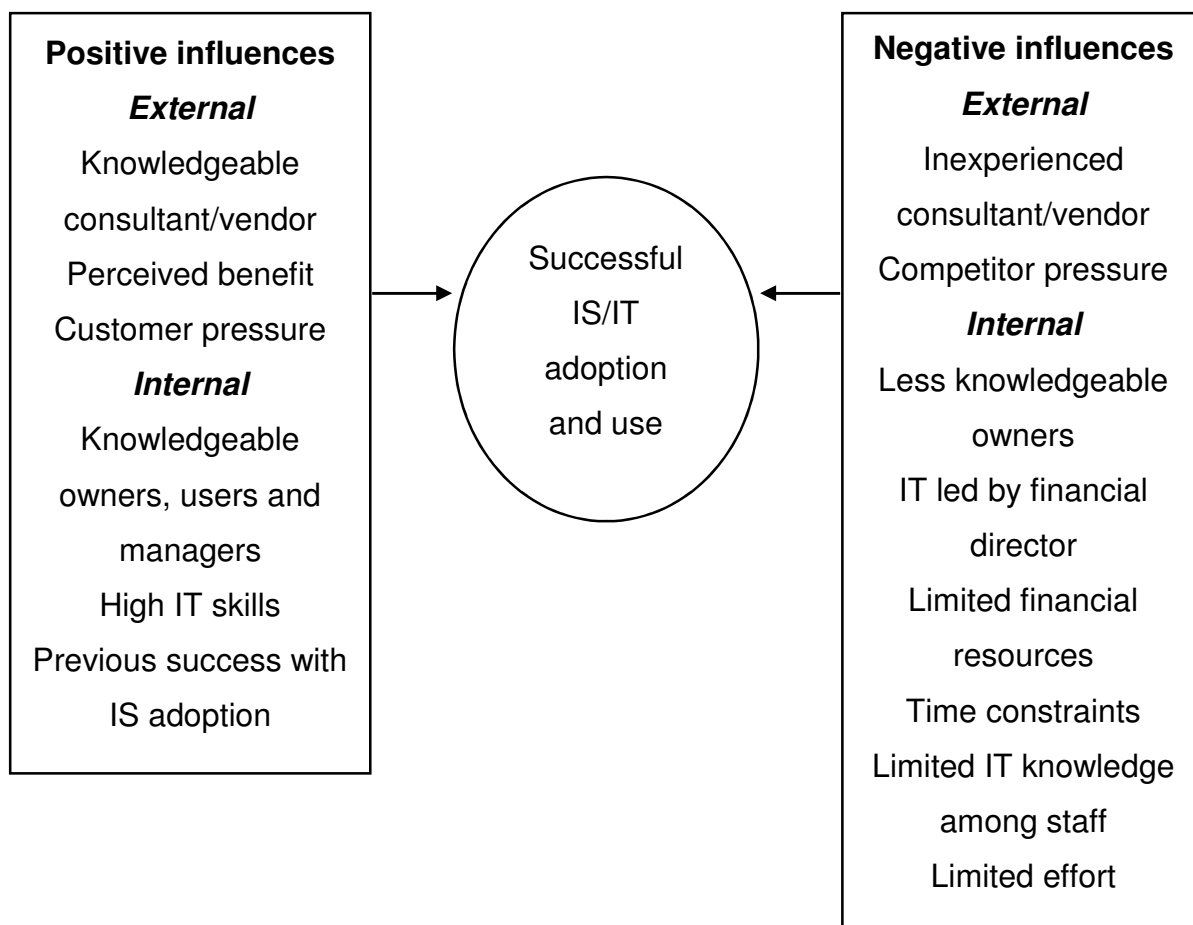 Positive influences
External
Knowledgeable
consultant/vendor
Perceived benefit
Customer pressure
Internal
Knowledgeable
owners, users and
managers
High IT skills
Previous success with
IS adoption
Successful
IS/IT
adoption
and use
Negative influences
External
Inexperienced
consultant/vendor
Competitor pressure
Internal
Less knowledgeable
owners
IT led by financial
director
Limited financial
resources
Time constraints
Limited IT knowledge
among staff
Limited effort